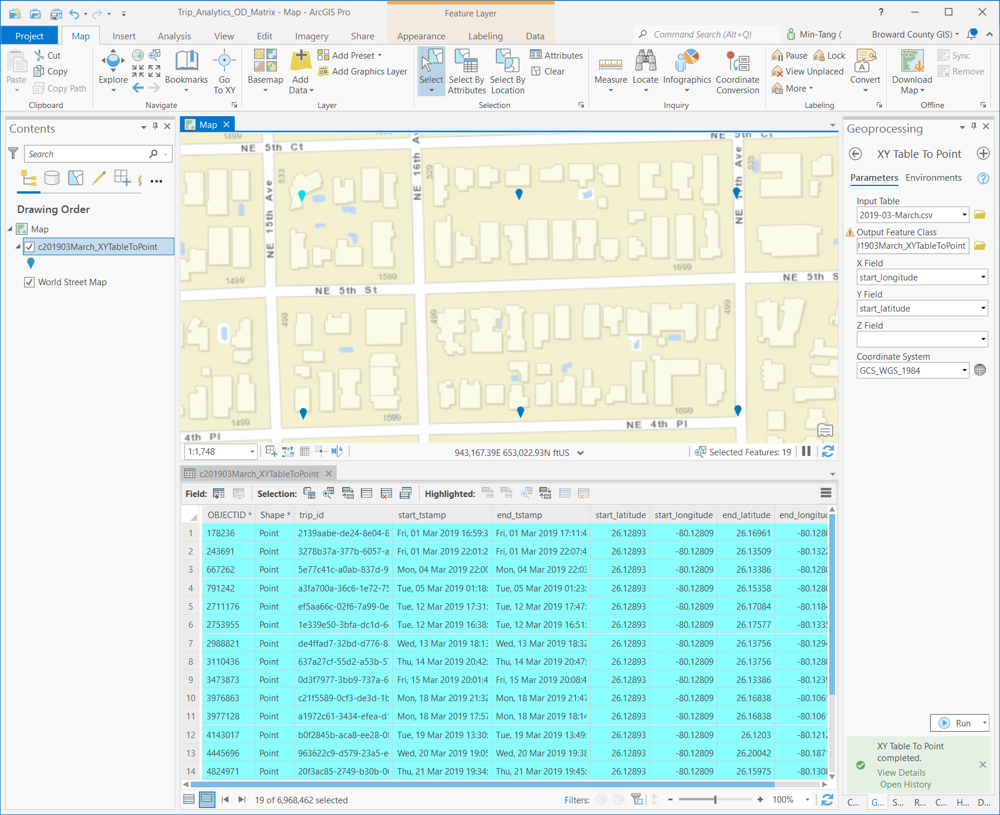 Trip_Analytics_OD_Matrix - Map - ArcGIS Pro
Feature Layer
?
Project
Map
Insert
Analysis
View
Edit
Imagery
Share
Appearance
Labeling
Data
Command Search (Alt+Q)
Min-Tang (
Broward County GIS)
Paste
Cut
Copy
Copy Path
Clipboard
Explore
Bookmarks
Go
To XY
Navigate
Basemap
Add
Data
Add Preset
Add Graphics Layer
Layer
Select
Select By
Attributes
Select By
Location
Attributes
Clear
Selection
Measure
Locate
Infographics
Coordinate
Conversion
Inquiry
Pause
Lock
View Unplaced
More
Convert
Labeling
Download
Map
Sync
Remove
Offline
Contents
Search
Drawing Order
Map
c201903March_XYTableToPoint
World Street Map
Map
1499
NE 5th Ct
NE 5th Ct
533
NE 15th Ave
NE 16th Av
529
525
NE 17th Ave
1499
1599
1699
NE 5th St
NE 5th S
499
499
499
1499
1599
1699
4th Pl
NE 4th Pl
1:1,748
943,167.39E 653,022.93N ftUS
Selected Features: 19
c201903March_XYTableToPoint
Field:
Selection:
Highlighted:
OBJECTID * Shape * trip_id start_tstamp end_tstamp start_latitude start_longitude end_latitude end_longitud
1 178236 Point 2139aabe-de24-8e04-8 Fri, 01 Mar 2019 16:59:3 Fri, 01 Mar 2019 17:11:4 26.12893 -80.12809 26.16961 -80.1280
2 243691 Point 3278b37a-377b-6057-a Fri, 01 Mar 2019 22:01:2 Fri, 01 Mar 2019 22:07:4 26.12893 -80.12809 26.13509 -80.1322
3 667262 Point 5e77c41c-a0ab-837d-9 Mon, 04 Mar 2019 22:00 Mon, 04 Mar 2019 22:03 26.12893 -80.12809 26.13386 -80.1280
4 791242 Point a3fa700a-36c6-1e72-75 Tue, 05 Mar 2019 01:18: Tue, 05 Mar 2019 01:23: 26.12893 -80.12809 26.15358 -80.1280
5 2711176 Point ef5aa66c-02f6-7a99-0e Tue, 12 Mar 2019 17:31: Tue, 12 Mar 2019 17:47: 26.12893 -80.12809 26.17084 -80.1184
6 2753955 Point 1e339e50-3bfa-dc1d-6 Tue, 12 Mar 2019 16:38: Tue, 12 Mar 2019 16:51: 26.12893 -80.12809 26.17577 -80.1335
7 2988821 Point de4ffad7-32bd-d776-8 Wed, 13 Mar 2019 18:13 Wed, 13 Mar 2019 18:32 26.12893 -80.12809 26.13756 -80.1294
8 3110436 Point 637a27cf-55d2-a53b-57 Thu, 14 Mar 2019 20:42: Thu, 14 Mar 2019 20:47: 26.12893 -80.12809 26.13756 -80.1280
9 3473873 Point 0d3f7977-3bb9-737a-6 Fri, 15 Mar 2019 20:01:4 Fri, 15 Mar 2019 20:08:4 26.12893 -80.12809 26.13386 -80.1239
10 3976863 Point c21f5589-0cf3-de3d-1b Mon, 18 Mar 2019 21:32 Mon, 18 Mar 2019 21:47 26.12893 -80.12809 26.16838 -80.106
11 3977128 Point a1972c61-3434-efea-d Mon, 18 Mar 2019 17:57 Mon, 18 Mar 2019 18:14 26.12893 -80.12809 26.16838 -80.106
12 4143017 Point b0f2845b-aca8-ee28-0f Tue, 19 Mar 2019 13:30: Tue, 19 Mar 2019 13:49: 26.12893 -80.12809 26.1203 -80.1212
13 4445696 Point 963622c9-d579-23a5-e Wed, 20 Mar 2019 19:05 Wed, 20 Mar 2019 19:38 26.12893 -80.12809 26.20042 -80.187
14 4824971 Point 20f3ac85-2749-b30b-0 Thu, 21 Mar 2019 19:34: Thu, 21 Mar 2019 19:45: 26.12893 -80.12809 26.15975 -80.1308
19 of 6,968,462 selected
Filters:
100%
Geoprocessing
XY Table To Point
Parameters
Environments
Input Table
2019-03-March.csv
Output Feature Class
01903March_XYTableToPoint
X Field
start_longitude
Y Field
start_latitude
Z Field
Coordinate System
GCS_WGS_1984
Run
XY Table To Point
completed.
View Details
Open History
C... G... S... R... C... H... D...